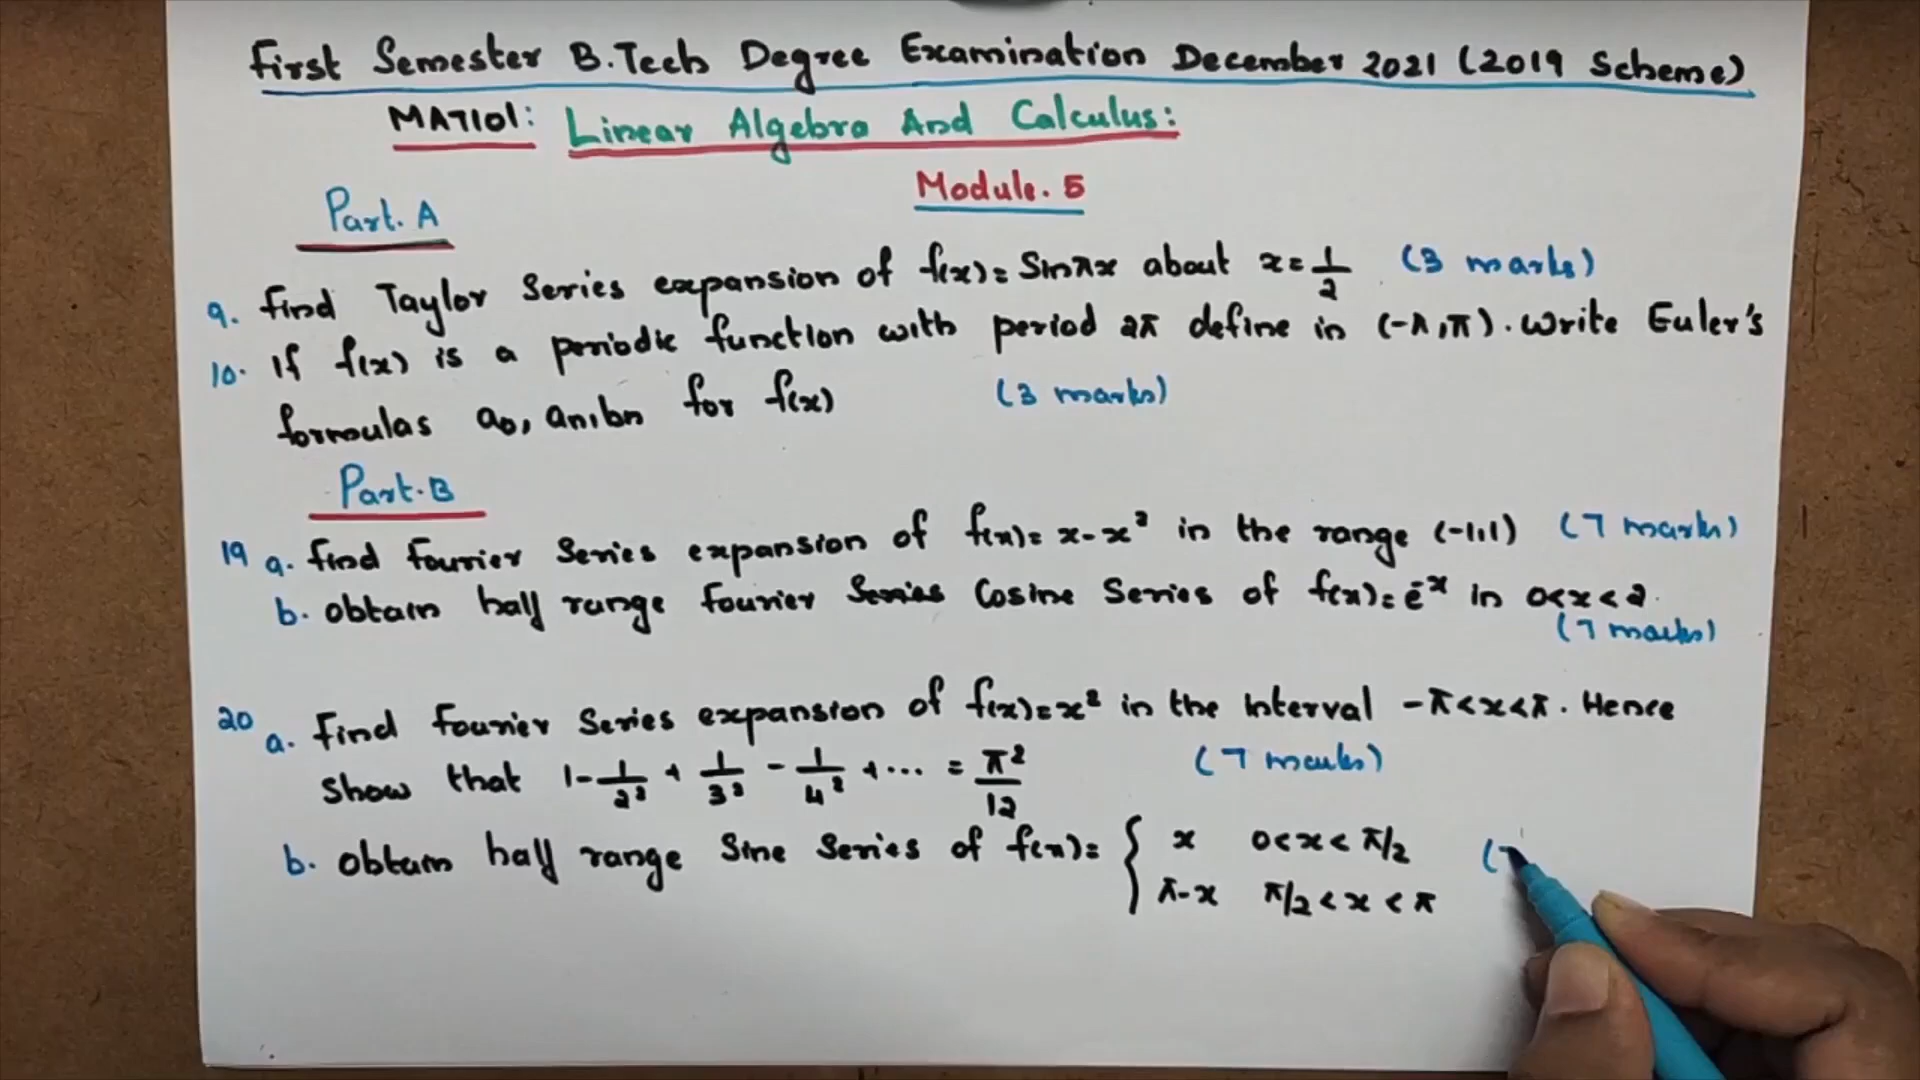 First Semester B.Tech Degree Examination December 2021 (2019 Scheme)
MAT101: Linear Algebra And Calculus:
Module. 5
Part. A
9. Find Taylor Series expansion of f(x)= Sinπx about x= 1/2 (3 marks)
10. If f(x) is a periodic function with period 2π define in (-π,π). Write Euler's
formulas a₀, an, bn for f(x) (3 marks)
Part. B
19 a. Find Fourier Series expansion of f(x)= x-x² in the range (-1,1) (7 marks)
b. obtain half range Fourier Series Cosine Series of f(x)= e⁻ˣ in 0<x<2.
(7 marks)
20 a. Find Fourier Series expansion of f(x)=x² in the Interval -π<x<π. Hence
Show that 1 - 1/2² + 1/3² - 1/4² + ... = π²/12 (7 marks)
b. obtain half range Sine Series of f(x)= { x 0<x<π/2 (7
π-x π/2<x<π